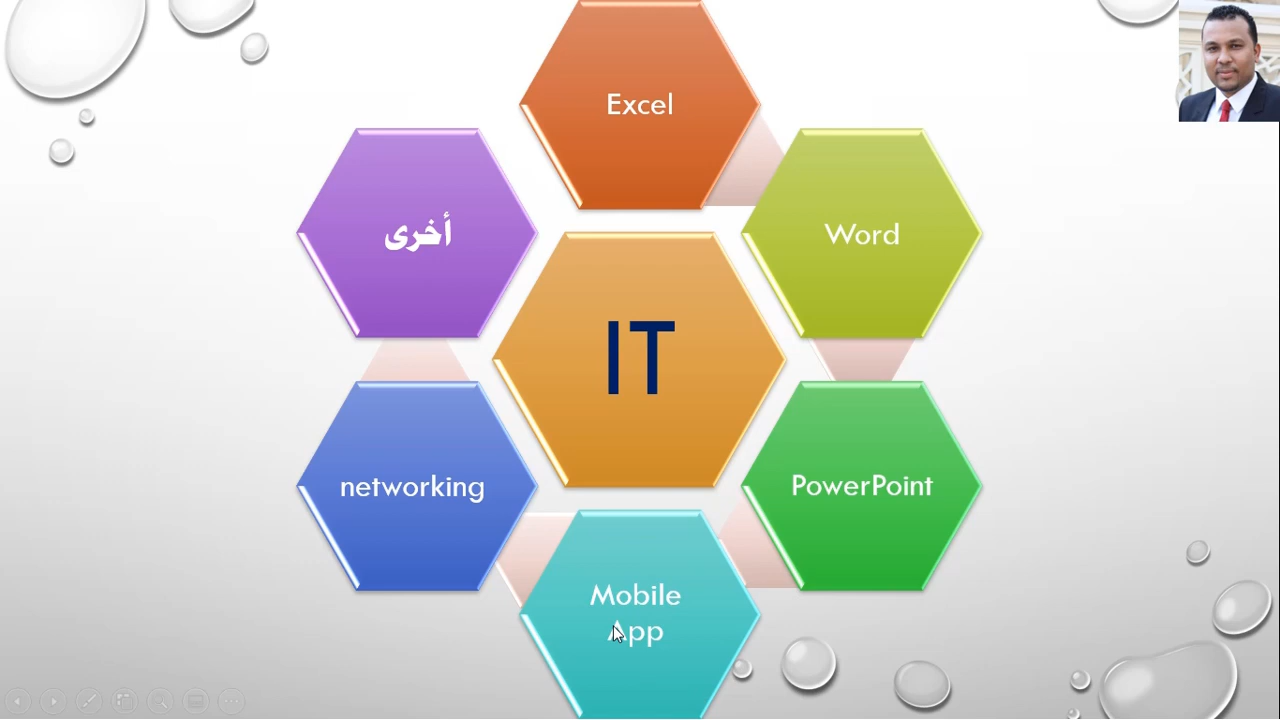 Excel
أخرى
Word
IT
networking
PowerPoint
Mobile
App